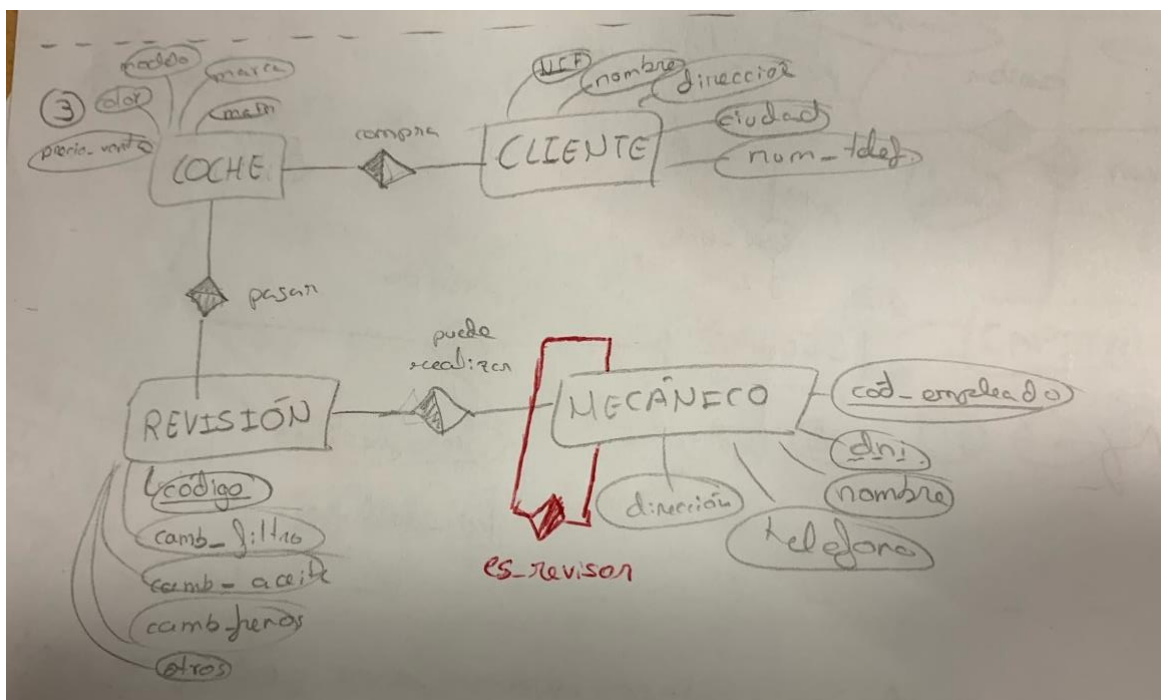 modelo
marca
③ color
matr
precio_venta
COCHE
compra
NIF
nombre
direccion
ciudad
num_telef.
CLIENTE
pasar
puede
realizar
REVISIÓN
código
camb_filtro
camb_aceite
camb_frenos
otros
MECÁNICO
cod_empleado
dni
nombre
telefono
dirección
es_revisor